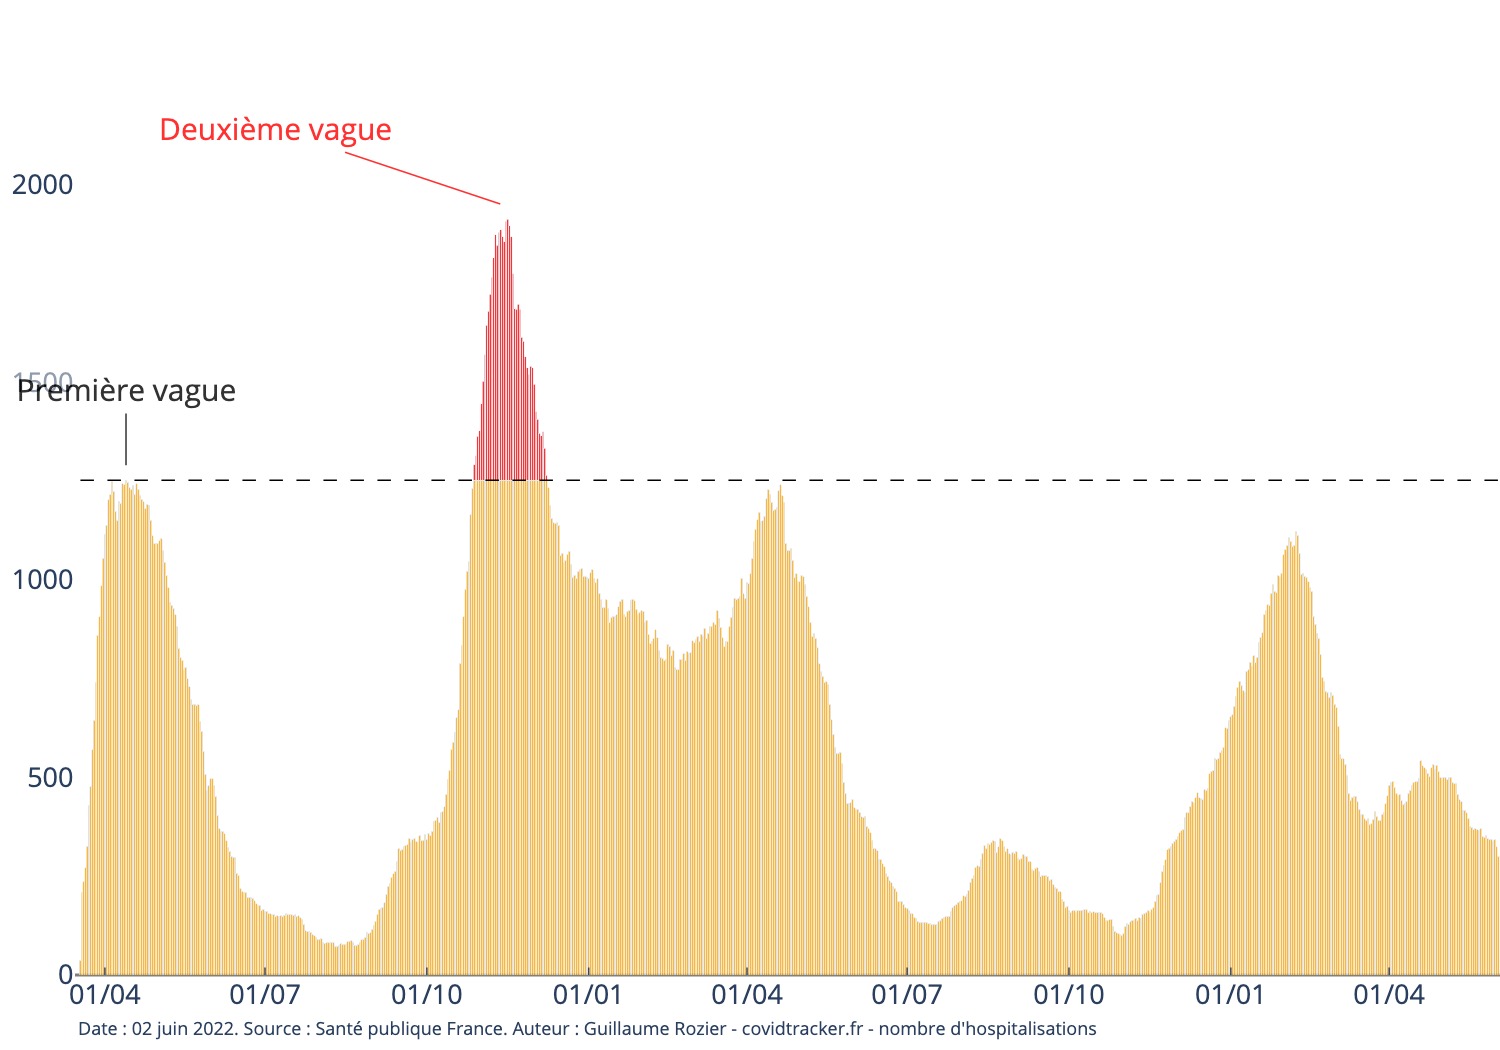 Deuxième vague
2000
1500
Première vague
1000
500
0
01/04 01/07 01/10 01/01 01/04 01/07 01/10 01/01 01/04
Date : 02 juin 2022. Source : Santé publique France. Auteur : Guillaume Rozier - covidtracker.fr - nombre d'hospitalisations